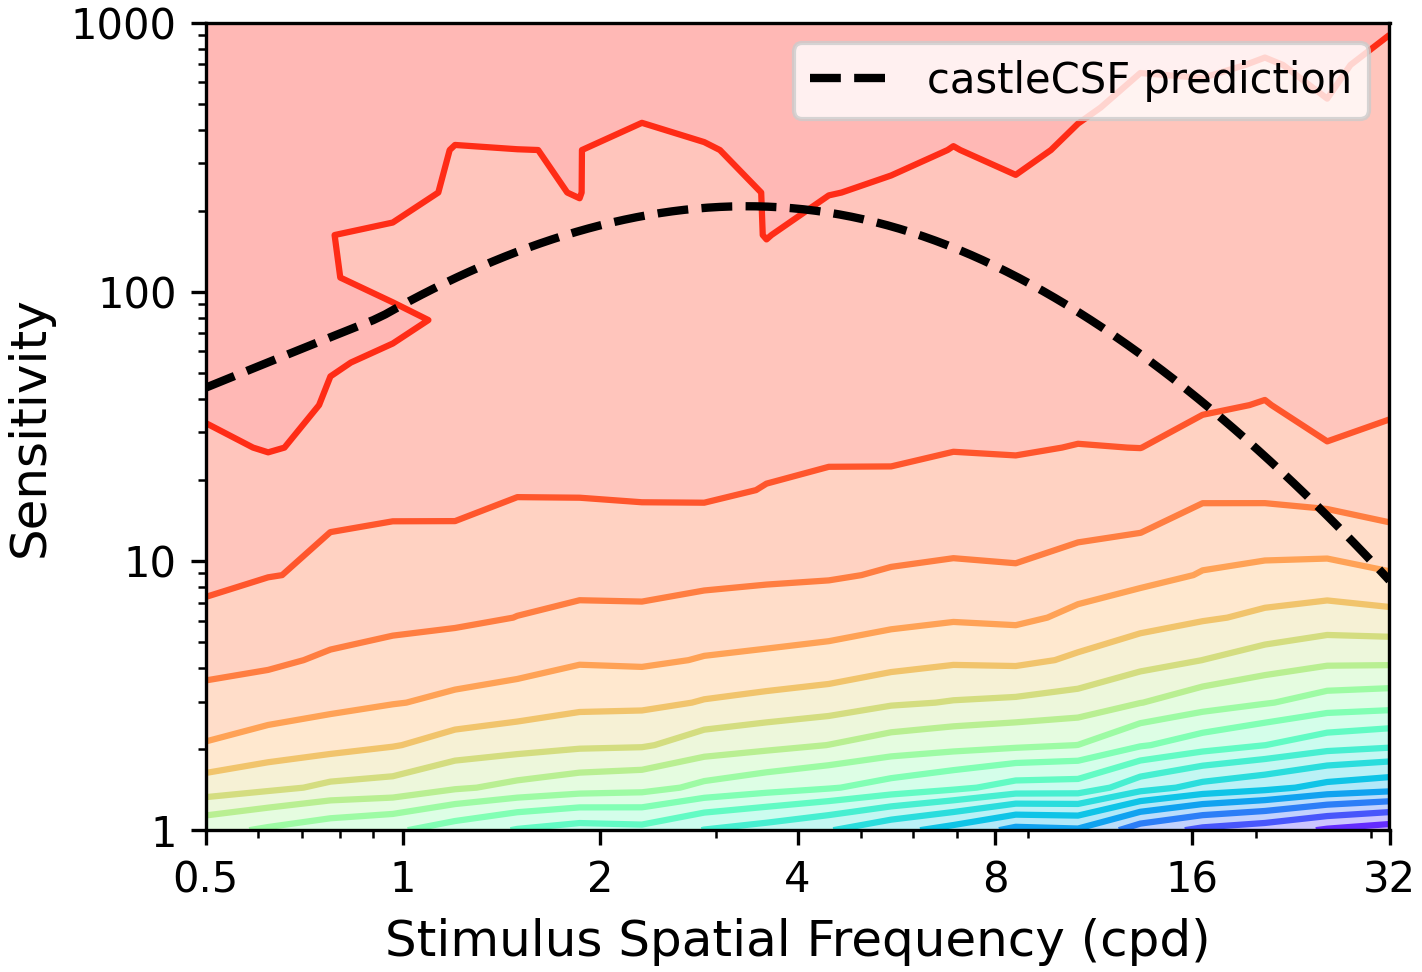 1000
castleCSF prediction
100
Sensitivity
10
1
0.5 1 2 4 8 16 32
Stimulus Spatial Frequency (cpd)